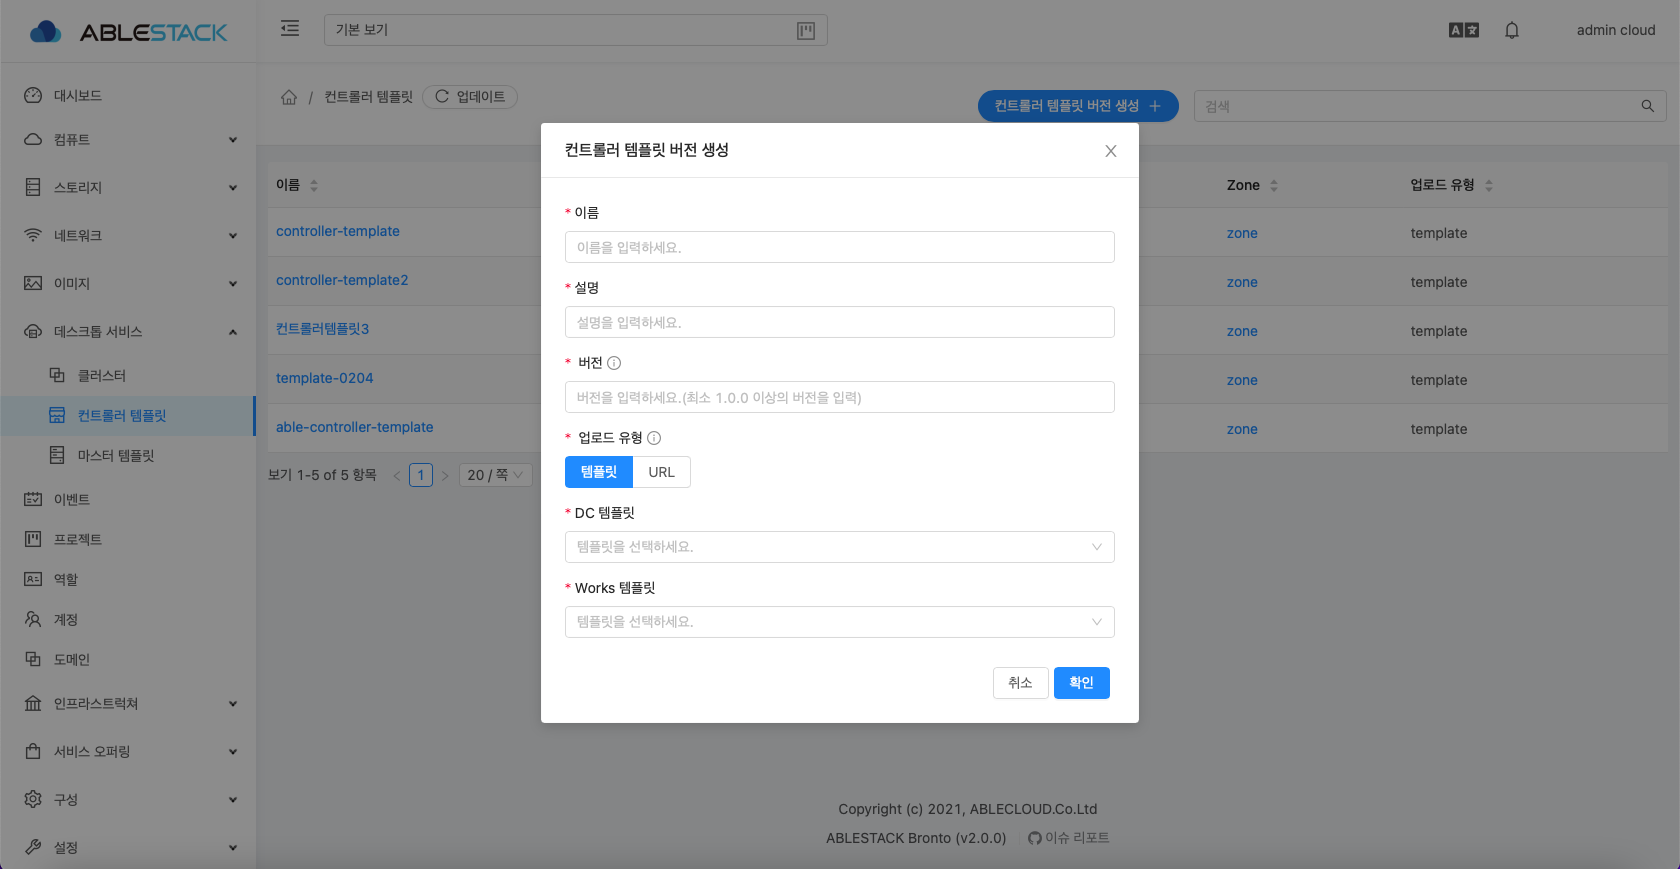 ABLESTACK
기본 보기
admin cloud
대시보드
컴퓨트
스토리지
네트워크
이미지
데스크톱 서비스
클러스터
컨트롤러 템플릿
마스터 템플릿
이벤트
프로젝트
역할
계정
도메인
인프라스트럭쳐
서비스 오퍼링
구성
설정
/ 컨트롤러 템플릿 업데이트
컨트롤러 템플릿 버전 생성 +
검색
이름 Zone 업로드 유형
controller-template zone template
controller-template2 zone template
컨트롤러템플릿3 zone template
template-0204 zone template
able-controller-template zone template
보기 1-5 of 5 항목 < 1 > 20 / 쪽
컨트롤러 템플릿 버전 생성
* 이름
이름을 입력하세요.
* 설명
설명을 입력하세요.
* 버전
버전을 입력하세요.(최소 1.0.0 이상의 버전을 입력)
* 업로드 유형
템플릿 URL
* DC 템플릿
템플릿을 선택하세요.
* Works 템플릿
템플릿을 선택하세요.
취소 확인
Copyright (c) 2021, ABLECLOUD.Co.Ltd
ABLESTACK Bronto (v2.0.0) 이슈 리포트